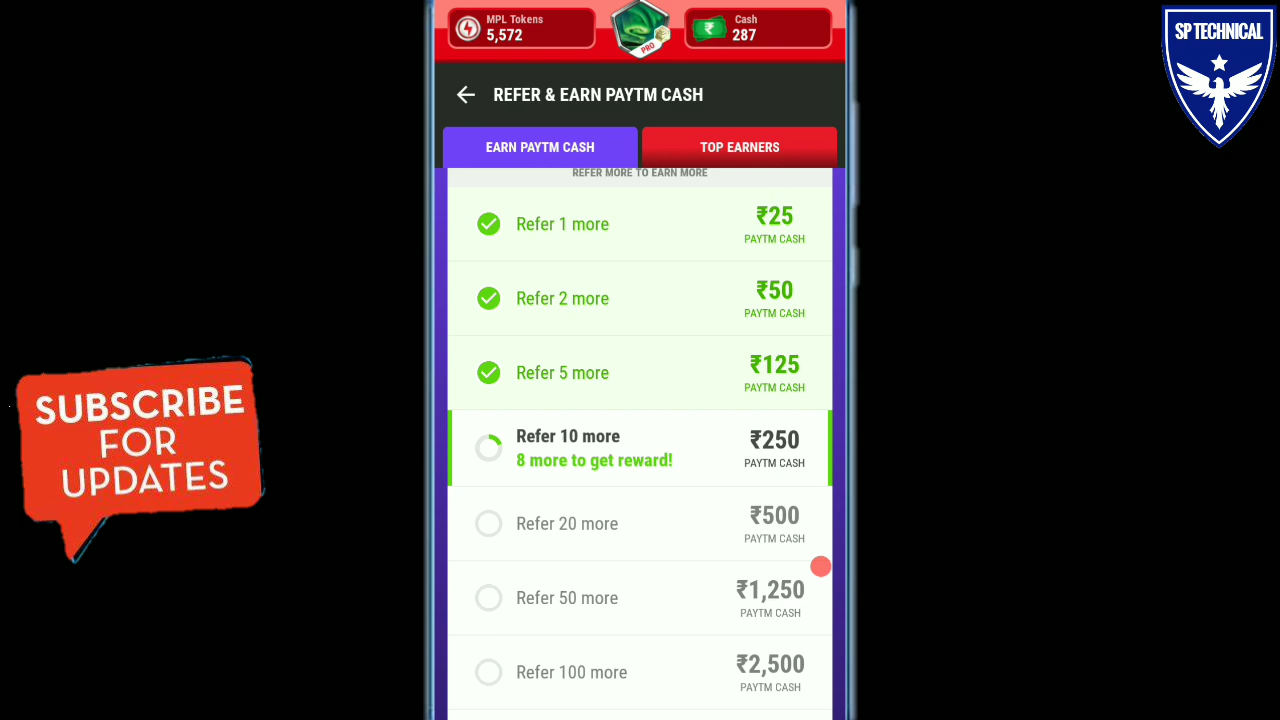 MPL Tokens
5,572
PRO
Cash
287
SP TECHNICAL
REFER & EARN PAYTM CASH
EARN PAYTM CASH
TOP EARNERS
REFER MORE TO EARN MORE
Refer 1 more
₹25
PAYTM CASH
Refer 2 more
₹50
PAYTM CASH
Refer 5 more
₹125
PAYTM CASH
Refer 10 more
8 more to get reward!
₹250
PAYTM CASH
Refer 20 more
₹500
PAYTM CASH
Refer 50 more
₹1,250
PAYTM CASH
Refer 100 more
₹2,500
PAYTM CASH
SUBSCRIBE
FOR
UPDATES